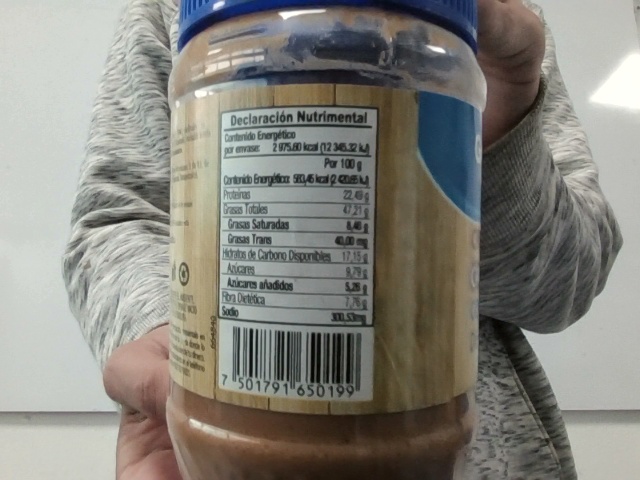 Declaración Nutrimental
Contenido Energético
por envase: 2 975.60 kcal (12 345.32 kJ)
Por 100 g
Contenido Energético: 583,45 kcal (2 420.65 kJ)
Proteínas 22,49 g
Grasas Totales 47,21 g
Grasas Saturadas 8,46 g
Grasas Trans 40,00 mg
Hidratos de Carbono Disponibles 17,15 g
Azúcares 9,79 g
Azúcares añadidos 5,26 g
Fibra Dietética 7,76 g
Sodio 300,53mg
7 501791 650199